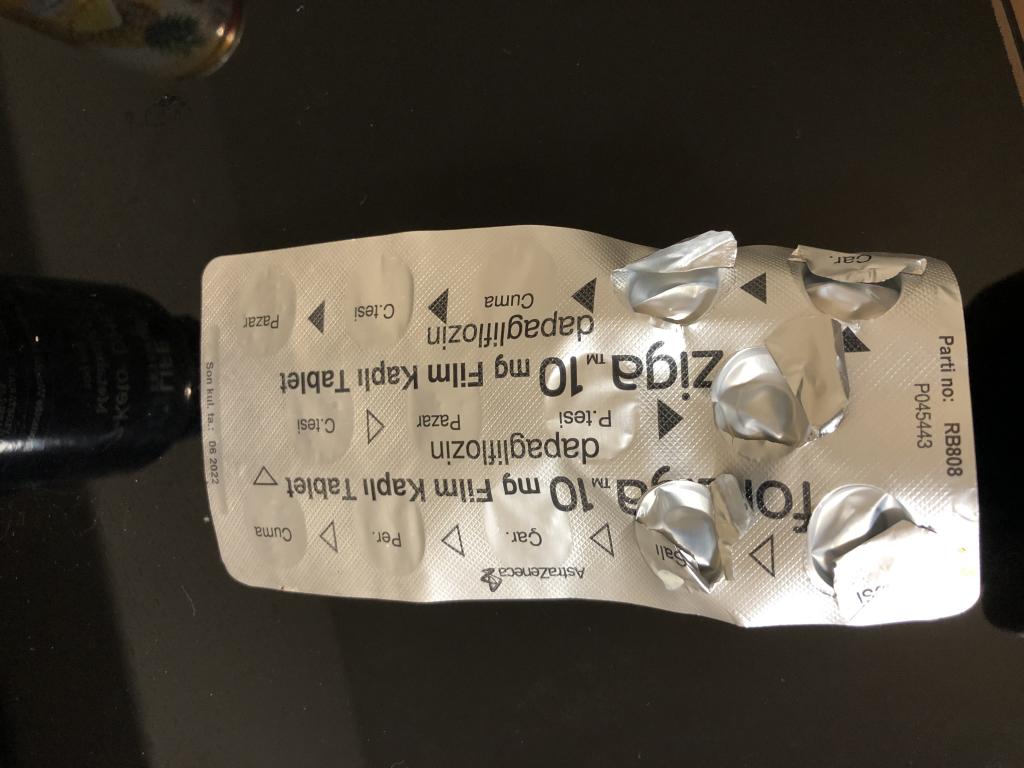 AstraZeneca
Salı Çar. Per. Cuma
10 mg Film Kaplı Tablet
dapagliflozin
P.tesi Pazar C.tesi
ziga™ 10 mg Film Kaplı Tablet
dapagliflozin
Çar. Cuma C.tesi Pazar
Parti no: RB808
P045443
Son kul. ta.: 06 2022